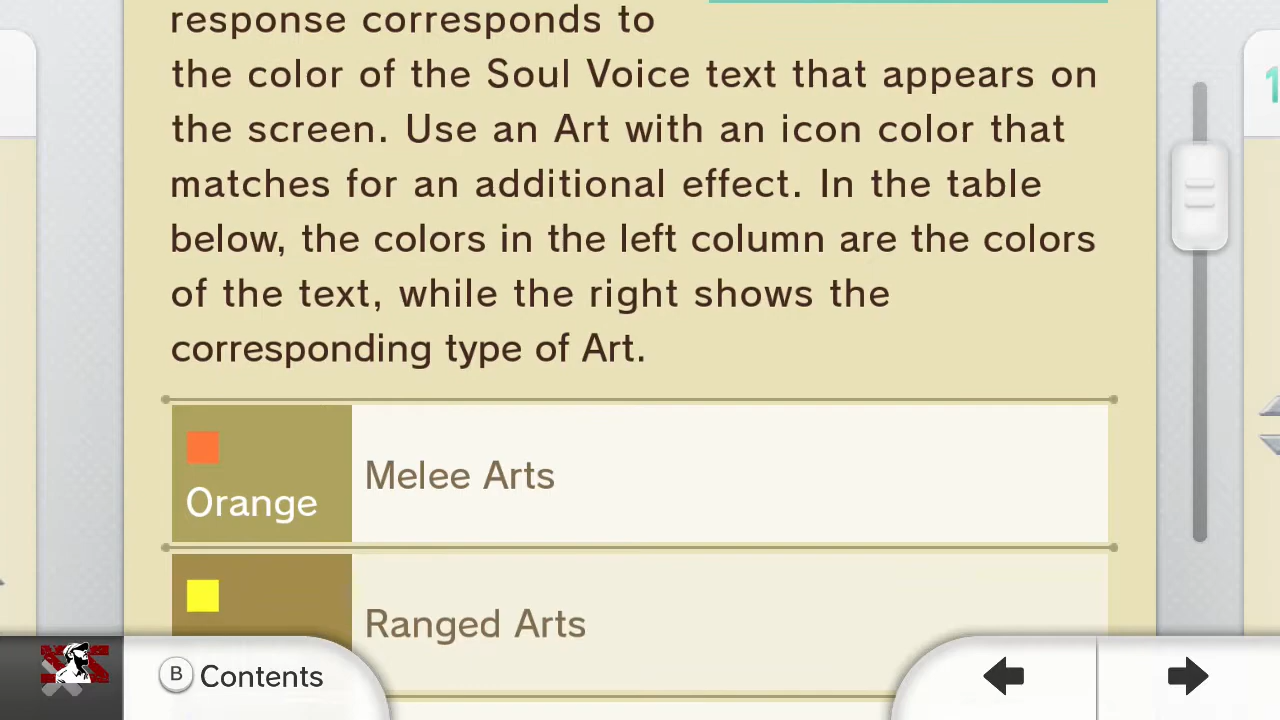 response corresponds to
the color of the Soul Voice text that appears on
the screen. Use an Art with an icon color that
matches for an additional effect. In the table
below, the colors in the left column are the colors
of the text, while the right shows the
corresponding type of Art.
Orange
Melee Arts
Ranged Arts
B Contents
1